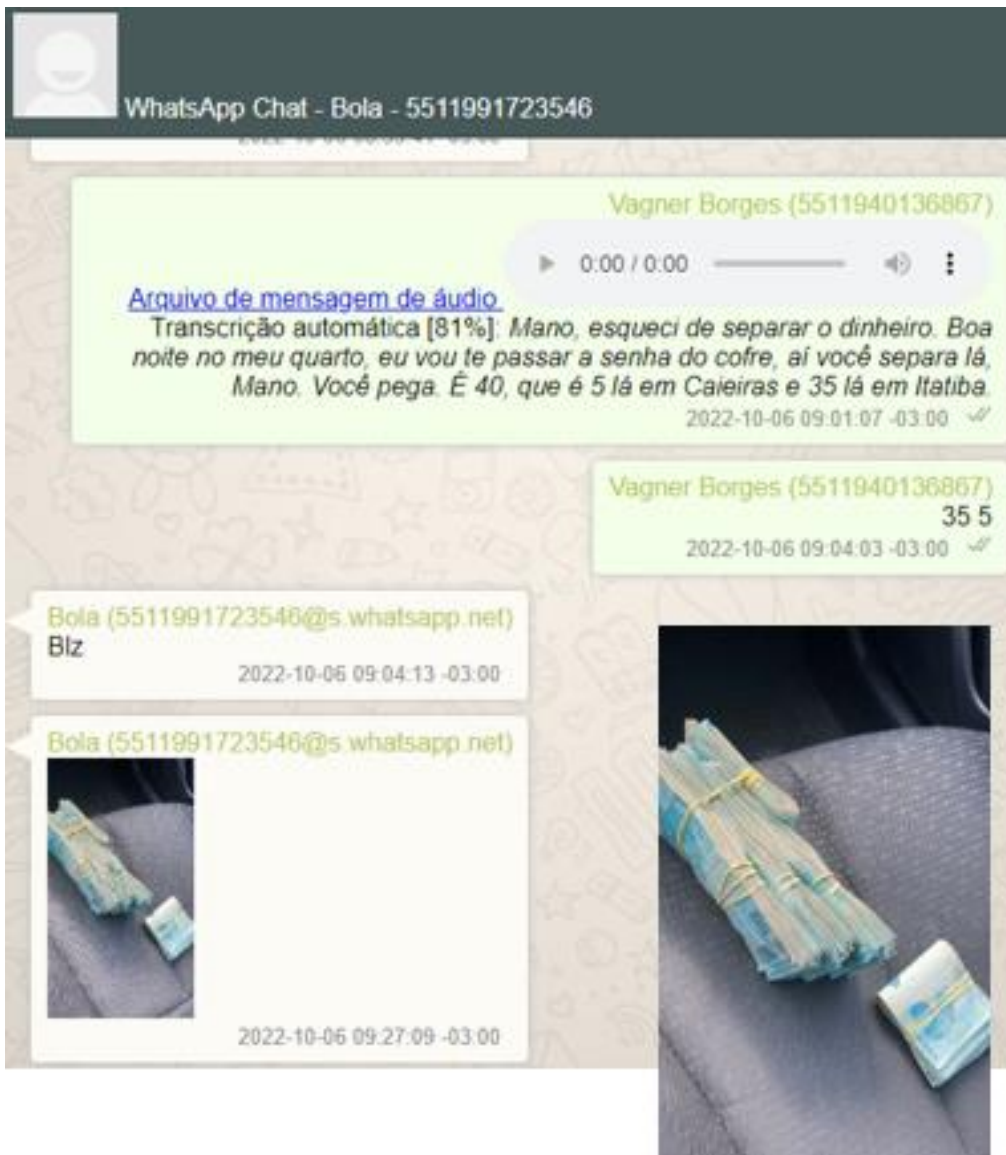 WhatsApp Chat - Bola - 5511991723546
Vagner Borges (5511940136867)
0:00 / 0:00
Arquivo de mensagem de áudio
Transcrição automática [81%]: Mano, esqueci de separar o dinheiro. Boa
noite no meu quarto, eu vou te passar a senha do cofre, aí você separa lá,
Mano. Você pega. É 40, que é 5 lá em Caieiras e 35 lá em Itatiba.
2022-10-06 09:01:07 -03:00
Vagner Borges (5511940136867)
35 5
2022-10-06 09:04:03 -03:00
Bola (5511991723546@s.whatsapp.net)
Blz
2022-10-06 09:04:13 -03:00
Bola (5511991723546@s.whatsapp.net)
2022-10-06 09:27:09 -03:00